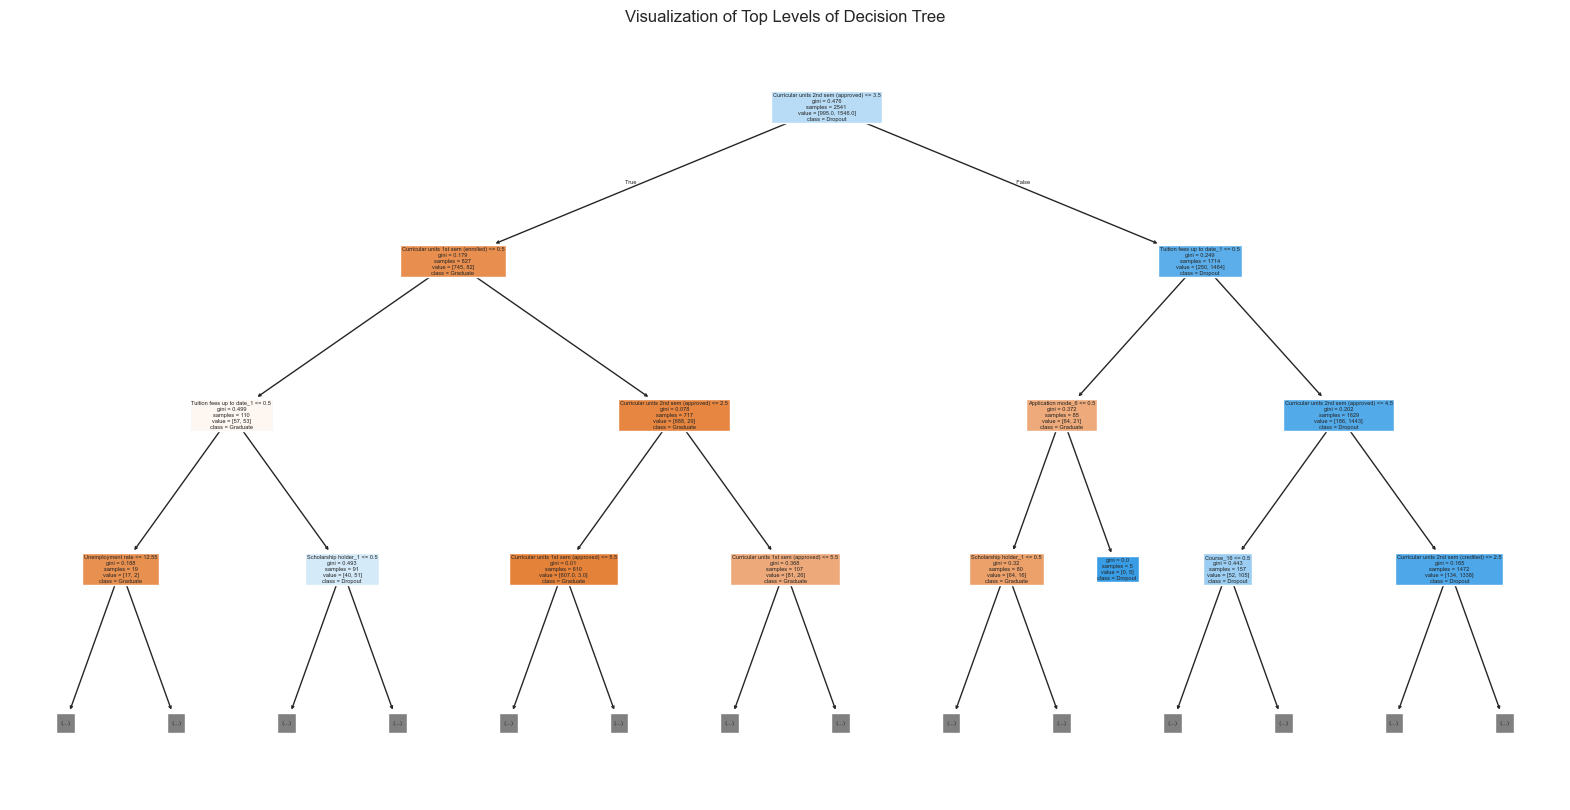 Visualization of Top Levels of Decision Tree
Curricular units 2nd sem (approved) <= 3.5
gini = 0.476
samples = 2541
value = [995.0, 1546.0]
class = Dropout
True
False
Curricular units 1st sem (enrolled) <= 0.5
gini = 0.179
samples = 827
value = [745, 82]
class = Graduate
Tuition fees up to date_1 <= 0.5
gini = 0.249
samples = 1714
value = [250, 1464]
class = Dropout
Tuition fees up to date_1 <= 0.5
gini = 0.499
samples = 110
value = [57, 53]
class = Graduate
Curricular units 2nd sem (approved) <= 2.5
gini = 0.078
samples = 717
value = [688, 29]
class = Graduate
Application mode_6 <= 0.5
gini = 0.372
samples = 85
value = [64, 21]
class = Graduate
Curricular units 2nd sem (approved) <= 4.5
gini = 0.202
samples = 1629
value = [186, 1443]
class = Dropout
Unemployment rate <= 12.55
gini = 0.188
samples = 19
value = [17, 2]
class = Graduate
Scholarship holder_1 <= 0.5
gini = 0.493
samples = 91
value = [40, 51]
class = Dropout
Curricular units 1st sem (approved) <= 5.5
gini = 0.01
samples = 610
value = [607.0, 3.0]
class = Graduate
Curricular units 1st sem (approved) <= 5.5
gini = 0.368
samples = 107
value = [81, 26]
class = Graduate
Scholarship holder_1 <= 0.5
gini = 0.32
samples = 80
value = [64, 16]
class = Graduate
gini = 0.0
samples = 5
value = [0, 5]
class = Dropout
Course_16 <= 0.5
gini = 0.443
samples = 157
value = [52, 105]
class = Dropout
Curricular units 2nd sem (credited) <= 2.5
gini = 0.165
samples = 1472
value = [134, 1338]
class = Dropout
(...)
(...)
(...)
(...)
(...)
(...)
(...)
(...)
(...)
(...)
(...)
(...)
(...)
(...)